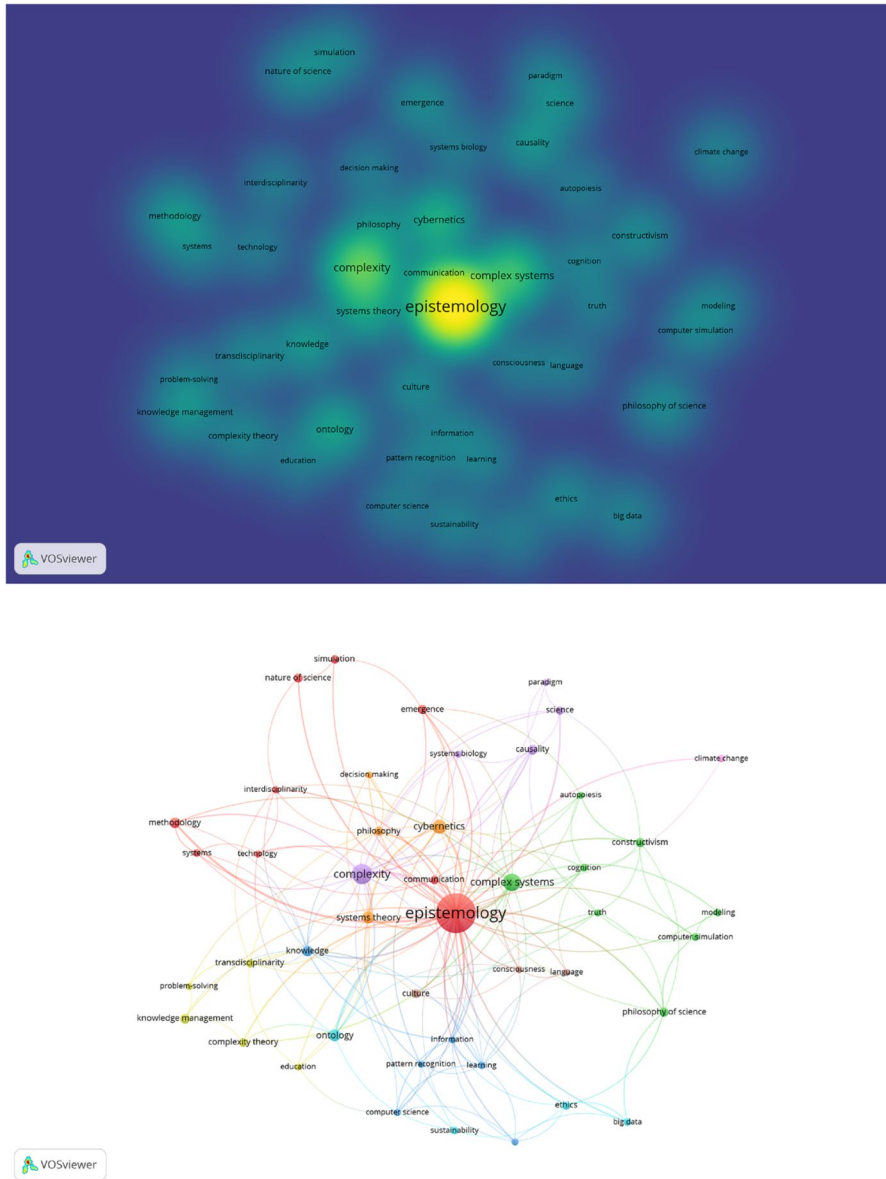 simulation
nature of science
paradigm
emergence
science
causality
systems biology
climate change
decision making
interdisciplinarity
autopoiesis
methodology
cybernetics
philosophy
constructivism
systems
technology
cognition
complexity
communication
complex systems
epistemology
truth
modeling
systems theory
computer simulation
knowledge
transdisciplinarity
consciousness
language
problem-solving
culture
philosophy of science
knowledge management
ontology
information
complexity theory
education
pattern recognition
learning
ethics
computer science
big data
sustainability
VOSviewer
simulation
nature of science
paradigm
emergence
science
causality
systems biology
climate change
decision making
interdisciplinarity
autopoiesis
methodology
cybernetics
philosophy
constructivism
systems
technology
cognition
complexity
communication
complex systems
epistemology
truth
modeling
systems theory
computer simulation
knowledge
transdisciplinarity
consciousness
language
problem-solving
culture
philosophy of science
knowledge management
ontology
information
complexity theory
education
pattern recognition
learning
ethics
computer science
big data
sustainability
VOSviewer